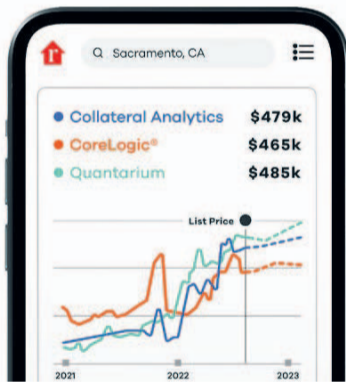 r
Sacramento, CA
Collateral Analytics $479k
CoreLogic® $465k
Quantarium $485k
List Price
2021 2022 2023